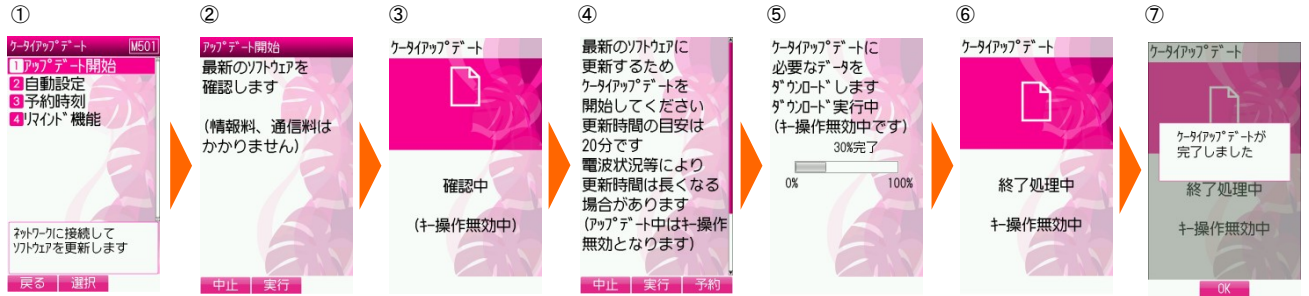 ①
ｹｰﾀｲｱｯﾌﾟﾃﾞｰﾄ M501
1 ｱｯﾌﾟﾃﾞｰﾄ開始
2 自動設定
3 予約時刻
4 ﾘﾏｲﾝﾄﾞ機能
ﾈｯﾄﾜｰｸに接続して
ｿﾌﾄｳｪｱを更新します
戻る 選択
②
ｱｯﾌﾟﾃﾞｰﾄ開始
最新のｿﾌﾄｳｪｱを
確認します
(情報料、通信料は
かかりません)
中止 実行
③
ｹｰﾀｲｱｯﾌﾟﾃﾞｰﾄ
確認中
(ｷｰ操作無効中)
④
最新のｿﾌﾄｳｪｱに
更新するため
ｹｰﾀｲｱｯﾌﾟﾃﾞｰﾄを
開始してください
更新時間の目安は
20分です
電波状況等により
更新時間は長くなる
場合があります
(ｱｯﾌﾟﾃﾞｰﾄ中はｷｰ操作
無効となります)
中止 実行 予約
⑤
ｹｰﾀｲｱｯﾌﾟﾃﾞｰﾄに
必要なﾃﾞｰﾀを
ﾀﾞｳﾝﾛｰﾄﾞします
ﾀﾞｳﾝﾛｰﾄﾞ実行中
(ｷｰ操作無効中です)
30%完了
0% 100%
⑥
ｹｰﾀｲｱｯﾌﾟﾃﾞｰﾄ
終了処理中
ｷｰ操作無効中
⑦
ｹｰﾀｲｱｯﾌﾟﾃﾞｰﾄ
ｹｰﾀｲｱｯﾌﾟﾃﾞｰﾄが
完了しました
終了処理中
ｷｰ操作無効中
OK